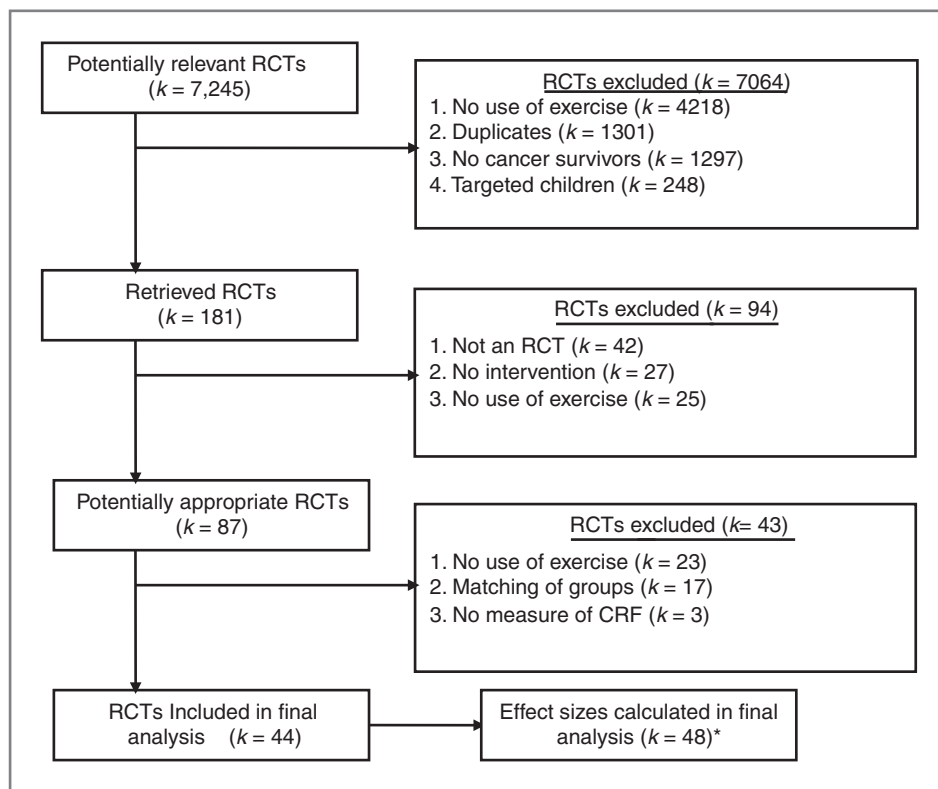 Potentially relevant RCTs
(k = 7,245)
RCTs excluded (k = 7064)
1. No use of exercise (k = 4218)
2. Duplicates (k = 1301)
3. No cancer survivors (k = 1297)
4. Targeted children (k = 248)
Retrieved RCTs
(k = 181)
RCTs excluded (k = 94)
1. Not an RCT (k = 42)
2. No intervention (k = 27)
3. No use of exercise (k = 25)
Potentially appropriate RCTs
(k = 87)
RCTs excluded (k= 43)
1. No use of exercise (k = 23)
2. Matching of groups (k = 17)
3. No measure of CRF (k = 3)
RCTs Included in final
analysis (k = 44)
Effect sizes calculated in final
analysis (k = 48)*